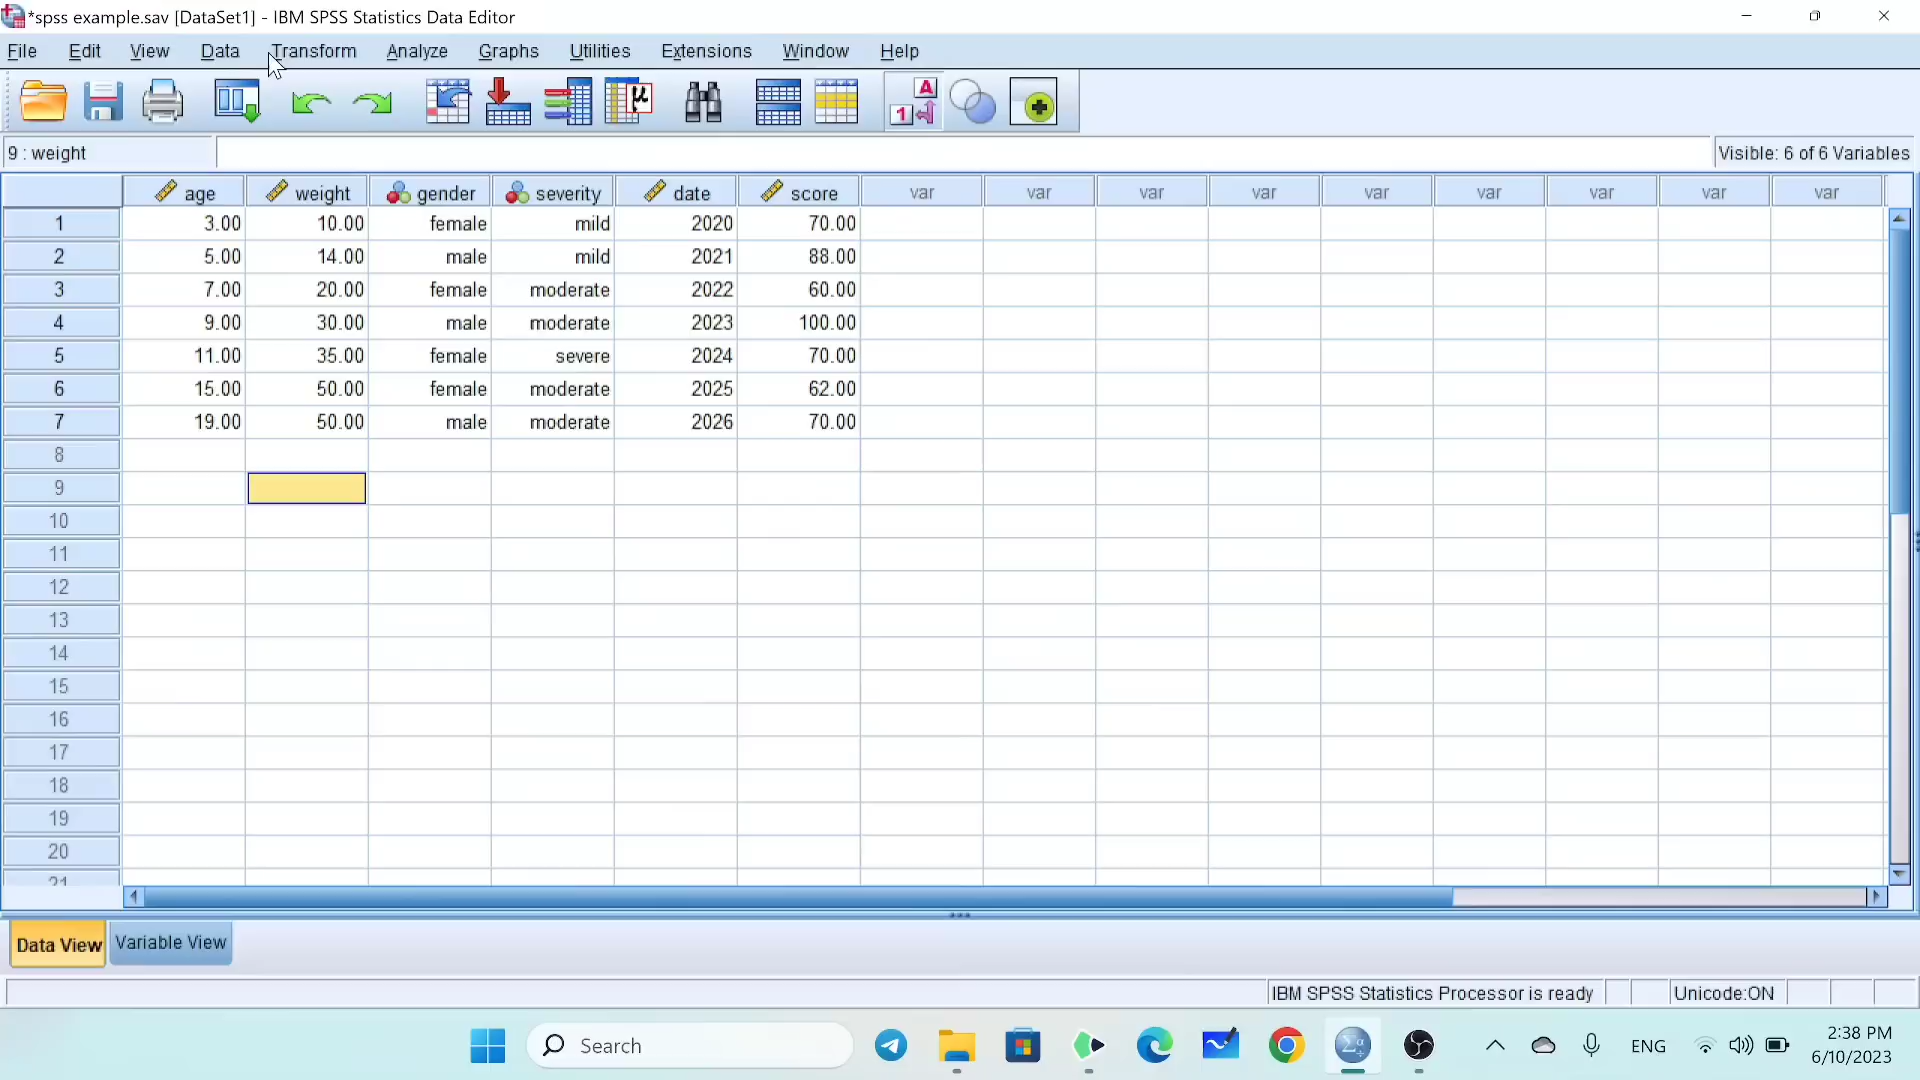 *spss example.sav [DataSet1] - IBM SPSS Statistics Data Editor
File Edit View Data Transform Analyze Graphs Utilities Extensions Window Help
9 : weight Visible: 6 of 6 Variables
age weight gender severity date score var var var var var var var var var
1 3.00 10.00 female mild 2020 70.00
2 5.00 14.00 male mild 2021 88.00
3 7.00 20.00 female moderate 2022 60.00
4 9.00 30.00 male moderate 2023 100.00
5 11.00 35.00 female severe 2024 70.00
6 15.00 50.00 female moderate 2025 62.00
7 19.00 50.00 male moderate 2026 70.00
8
9
10
11
12
13
14
15
16
17
18
19
20
21
Data View Variable View
IBM SPSS Statistics Processor is ready Unicode:ON
Search ENG 2:38 PM
6/10/2023